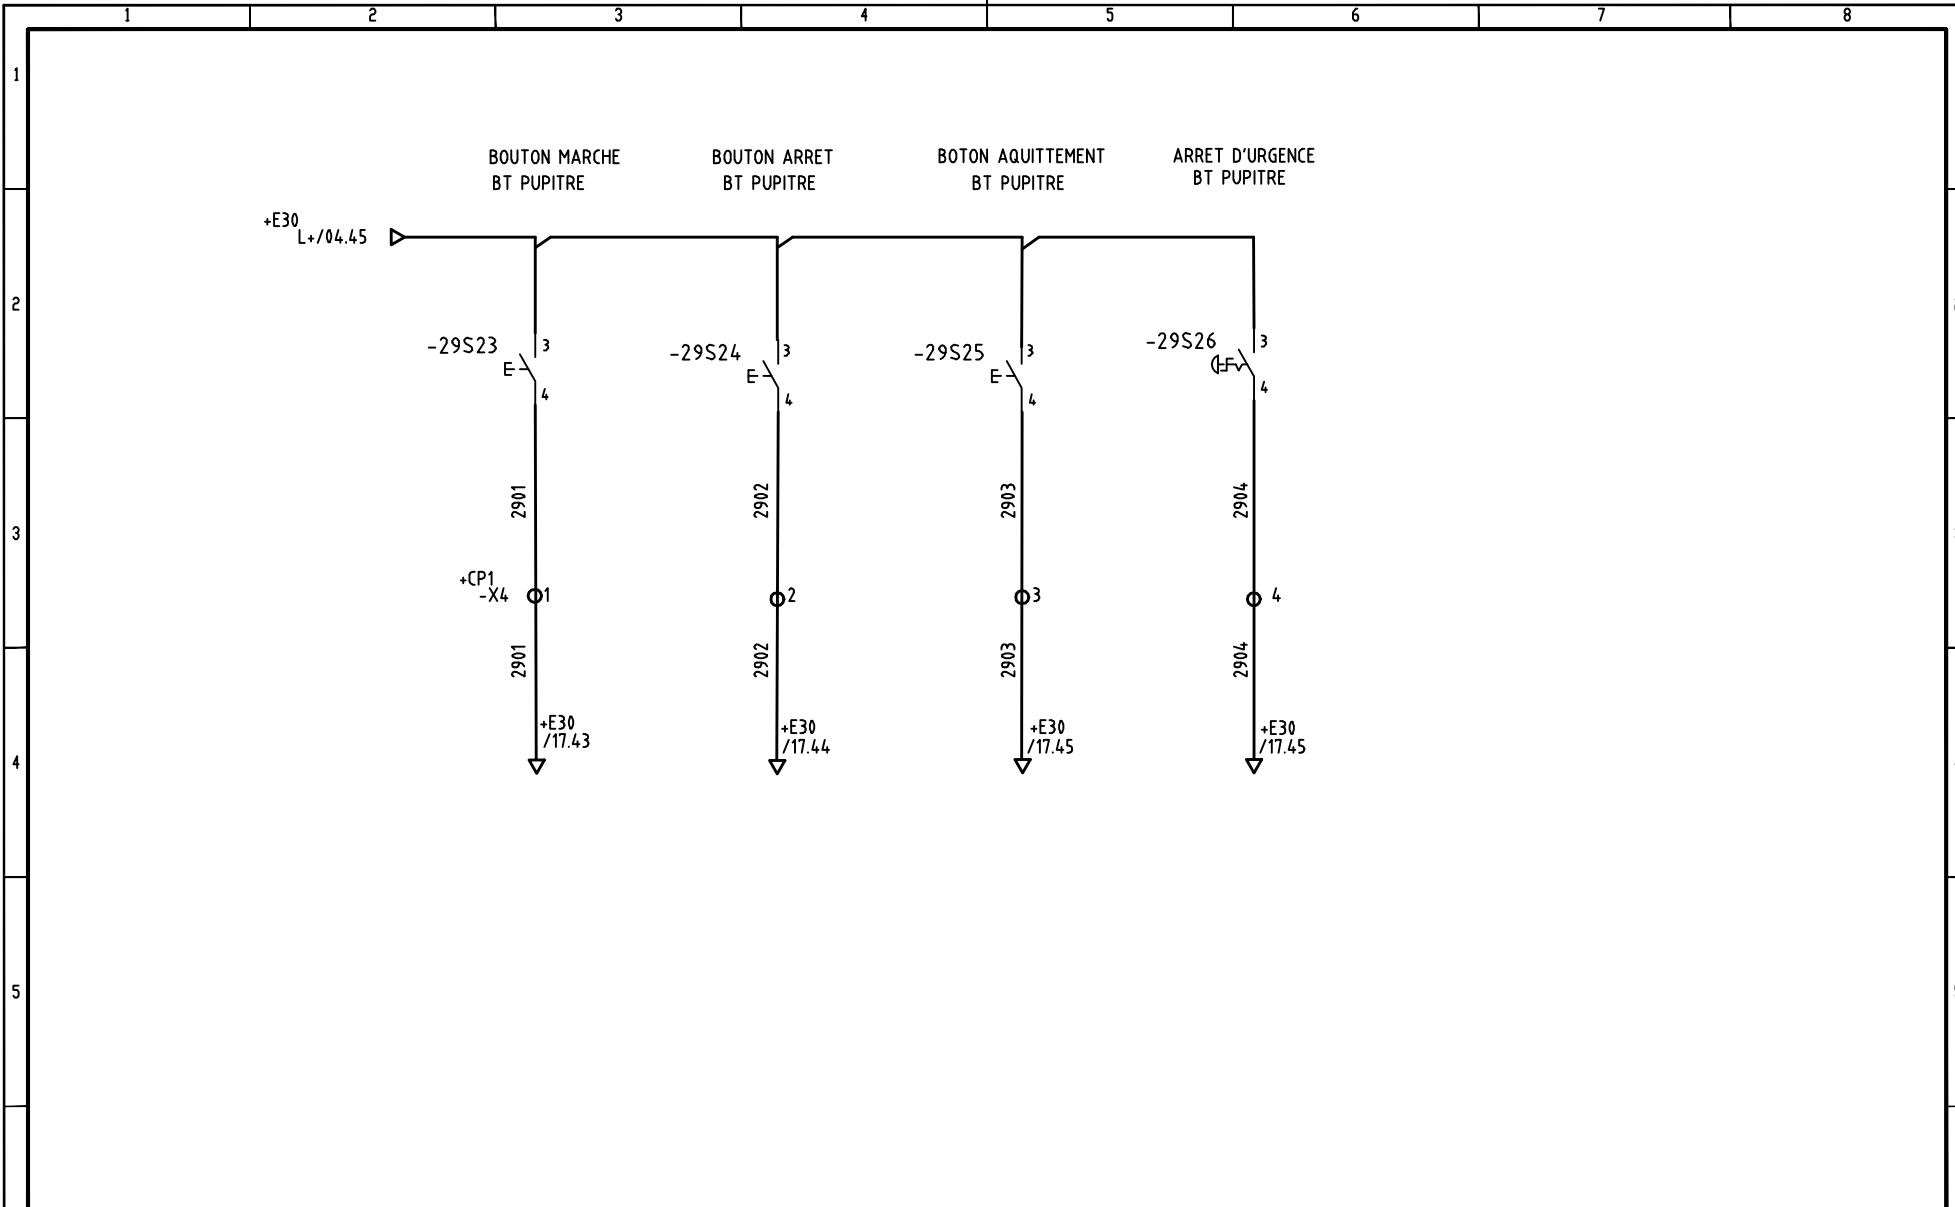 1 2 3 4 5 6 7 8
1
BOUTON MARCHE
BT PUPITRE
BOUTON ARRET
BT PUPITRE
BOTON AQUITTEMENT
BT PUPITRE
ARRET D'URGENCE
BT PUPITRE
+E30
L+/04.45
2
-29S23
3
4
-29S24
3
4
-29S25
3
4
-29S26
3
4
2901
2902
2903
2904
3
+CP1
-X4
1
2
3
4
2901
2902
2903
2904
+E30
/17.43
+E30
/17.44
+E30
/17.45
+E30
/17.45
4
5